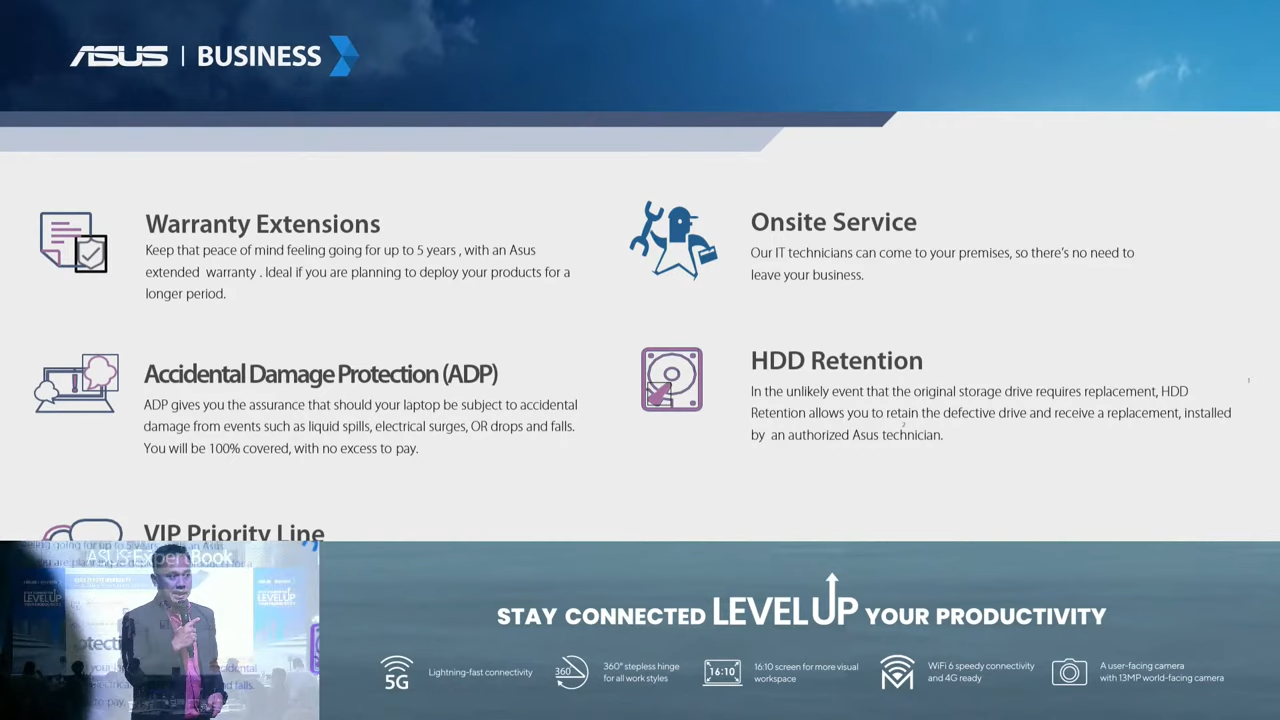 ASUS | BUSINESS
Warranty Extensions
Keep that peace of mind feeling going for up to 5 years , with an Asus
extended warranty . Ideal if you are planning to deploy your products for a
longer period.
Onsite Service
Our IT technicians can come to your premises, so there's no need to
leave your business.
Accidental Damage Protection (ADP)
ADP gives you the assurance that should your laptop be subject to accidental
damage from events such as liquid spills, electrical surges, OR drops and falls.
You will be 100% covered, with no excess to pay.
HDD Retention
1
In the unlikely event that the original storage drive requires replacement, HDD
Retention allows you to retain the defective drive and receive a replacement, installed
2
by an authorized Asus technician.
VIP Priority Line
ASUS ExpertBook
LEVEL UP
LEVEL UP
STAY CONNECTED LEVEL UP YOUR PRODUCTIVITY
5G
Lightning-fast connectivity
360
360° stepless hinge
for all work styles
16:10
16:10 screen for more visual
workspace
WiFi 6 speedy connectivity
and 4G ready
A user-facing camera
with 13MP world-facing camera